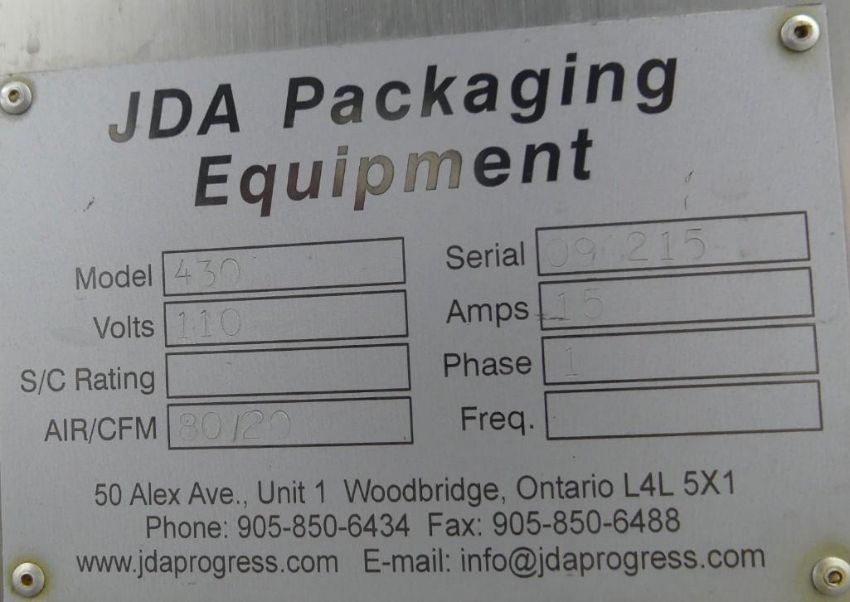 JDA Packaging
Equipment
Model 430
Volts 110
S/C Rating
AIR/CFM 80/20
Serial 09 215
Amps 15
Phase 1
Freq.
50 Alex Ave., Unit 1 Woodbridge, Ontario L4L 5X1
Phone: 905-850-6434 Fax: 905-850-6488
www.jdaprogress.com E-mail: info@jdaprogress.com